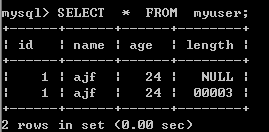 mysql> SELECT  *  FROM  myuser;
+------+------+------+--------+
| id   | name | age  | length |
+------+------+------+--------+
|    1 | ajf  |   24 |   NULL |
|    1 | ajf  |   24 |  00003 |
+------+------+------+--------+
2 rows in set (0.00 sec)